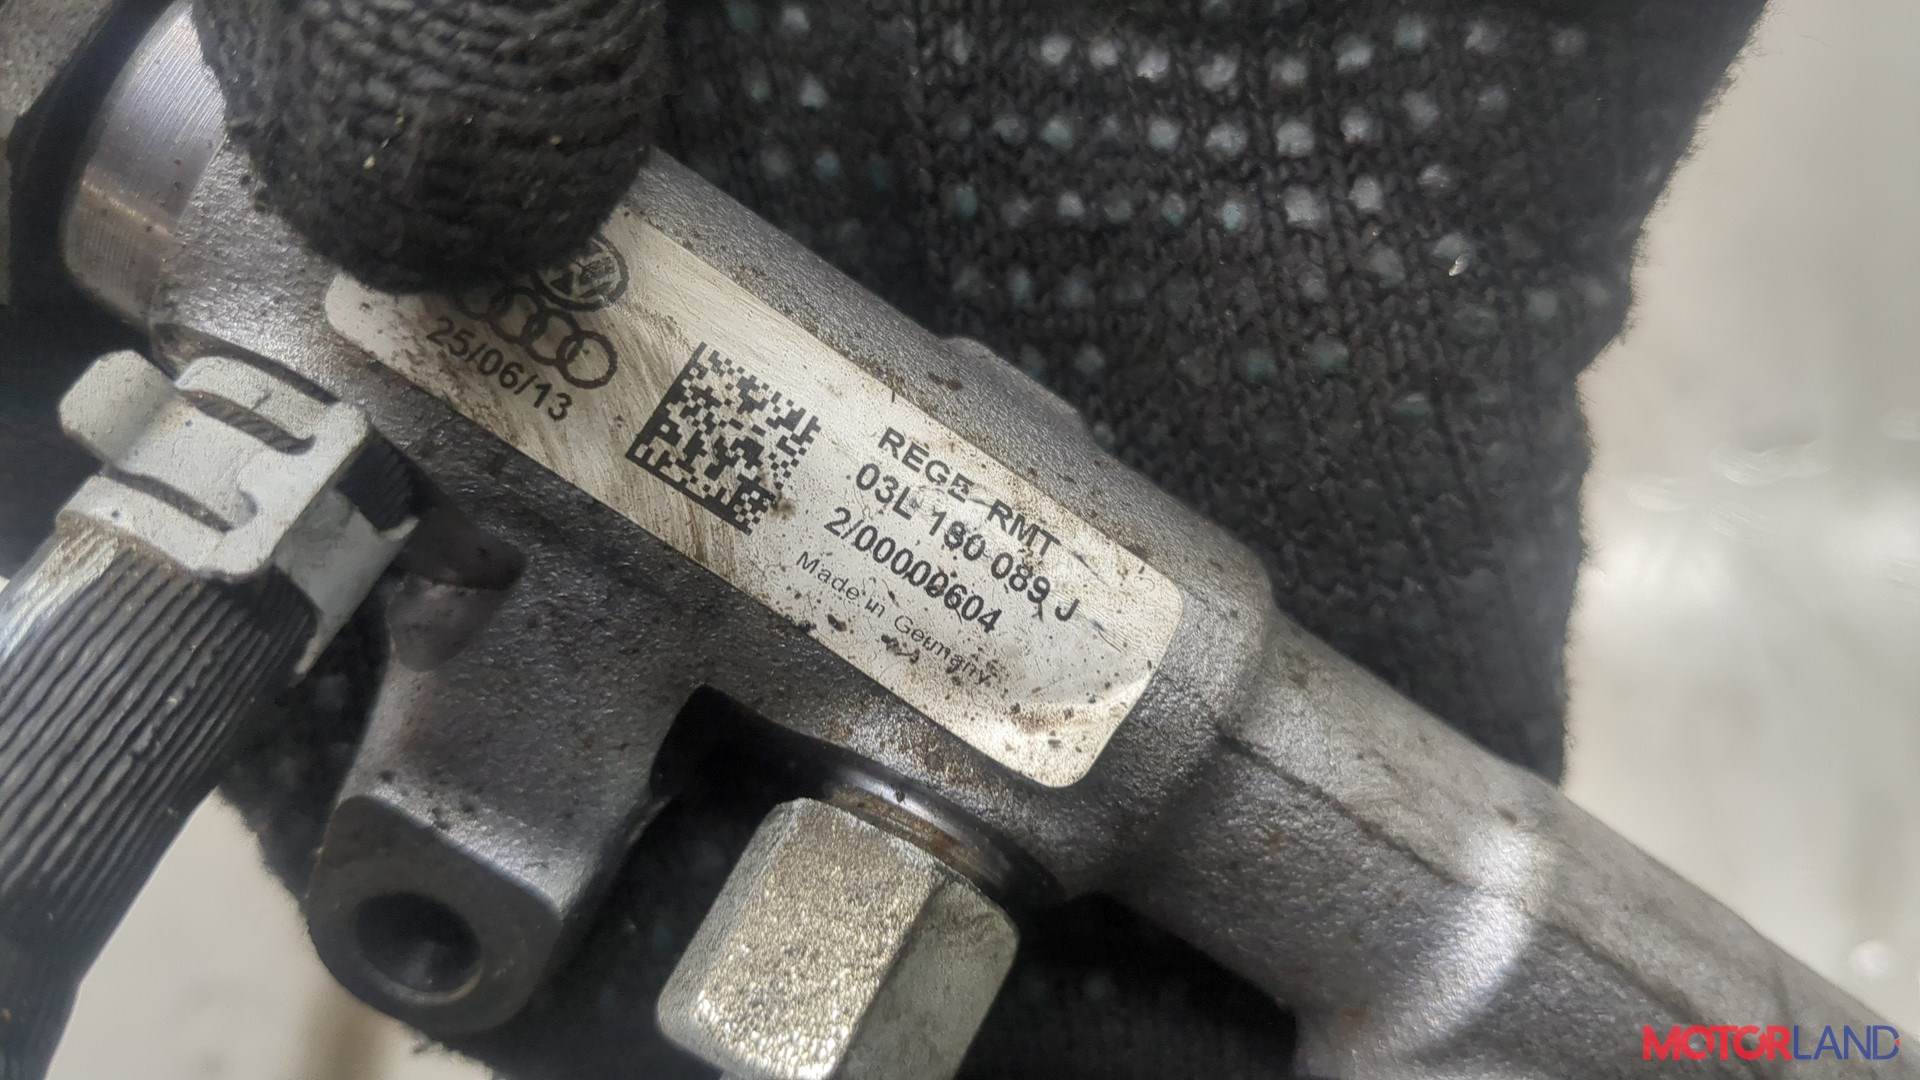 25/06/13
REGE-RMT
03L 130 089 J
2/00000604
Made in Germany
MOTORLAND